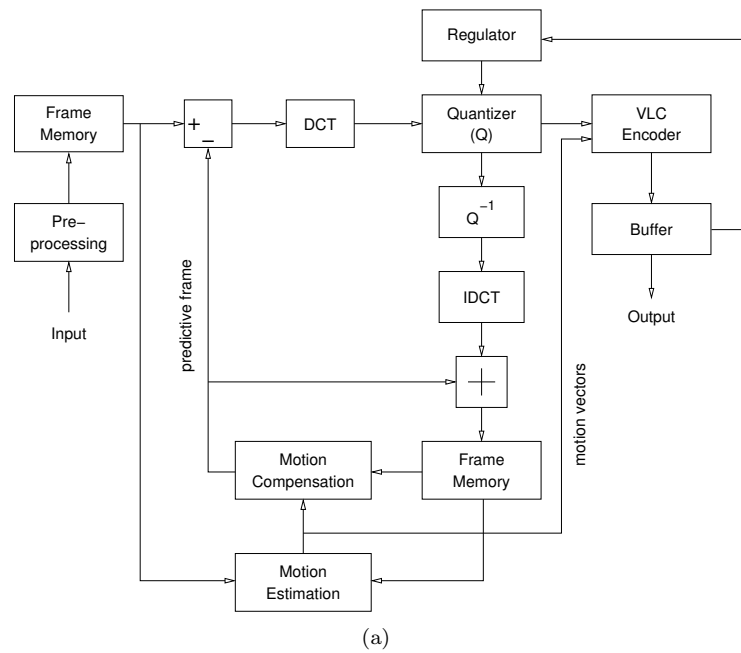 Regulator
Frame
Memory
+
−
DCT
Quantizer
(Q)
VLC
Encoder
Pre−
processing
Q −1
Buffer
Input
predictive frame
IDCT
Output
+
motion vectors
Motion
Compensation
Frame
Memory
Motion
Estimation
(a)